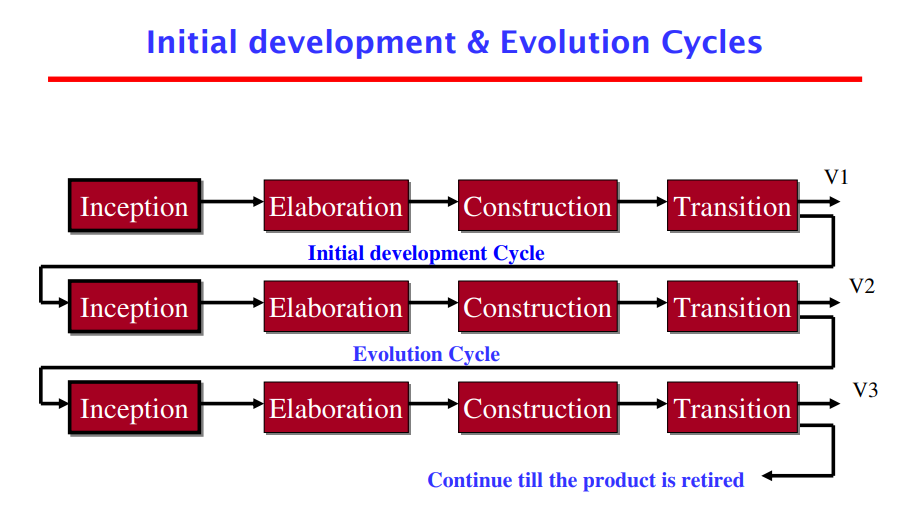 Initial development & Evolution Cycles
V1
Inception Elaboration Construction Transition
Initial development Cycle
V2
Inception Elaboration Construction Transition
Evolution Cycle
V3
Inception Elaboration Construction Transition
Continue till the product is retired